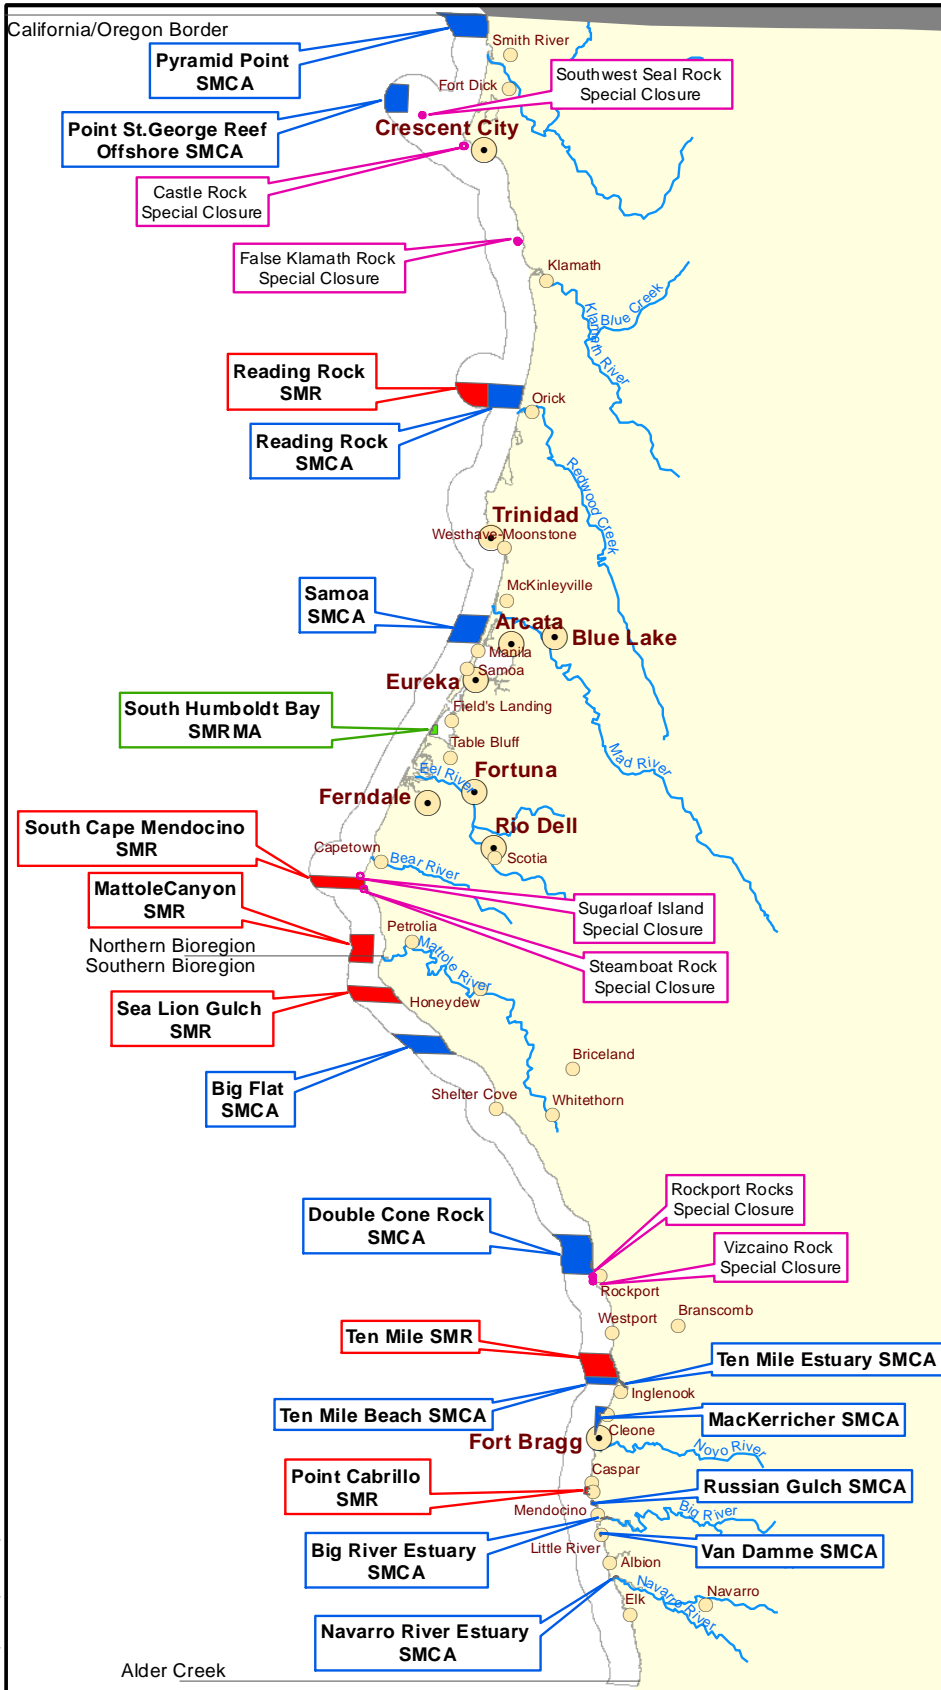 California/Oregon Border
Smith River
Pyramid Point
SMCA
Southwest Seal Rock
Special Closure
Fort Dick
Point St.George Reef
Offshore SMCA
Crescent City
Castle Rock
Special Closure
False Klamath Rock
Special Closure
Klamath
Blue Creek
Klamath River
Reading Rock
SMR
Orick
Reading Rock
SMCA
Redwood Creek
Trinidad
Westhave-Moonstone
McKinleyville
Samoa
SMCA
Arcata
Blue Lake
Manila
Samoa
Eureka
South Humboldt Bay
SMRMA
Field's Landing
Table Bluff
Mad River
Eel River
Fortuna
Ferndale
South Cape Mendocino
SMR
Rio Dell
Capetown
Scotia
Bear River
MattoleCanyon
SMR
Sugarloaf Island
Special Closure
Petrolia
Northern Bioregion
Southern Bioregion
Mattole River
Steamboat Rock
Special Closure
Sea Lion Gulch
SMR
Honeydew
Briceland
Big Flat
SMCA
Shelter Cove
Whitethorn
Rockport Rocks
Special Closure
Double Cone Rock
SMCA
Vizcaino Rock
Special Closure
Rockport
Westport
Branscomb
Ten Mile SMR
Ten Mile Estuary SMCA
Inglenook
Ten Mile Beach SMCA
MacKerricher SMCA
Cleone
Fort Bragg
Noyo River
Caspar
Point Cabrillo
SMR
Russian Gulch SMCA
Mendocino
Big River
Big River Estuary
SMCA
Little River
Van Damme SMCA
Albion
Navarro River
Navarro
Elk
Navarro River Estuary
SMCA
Alder Creek